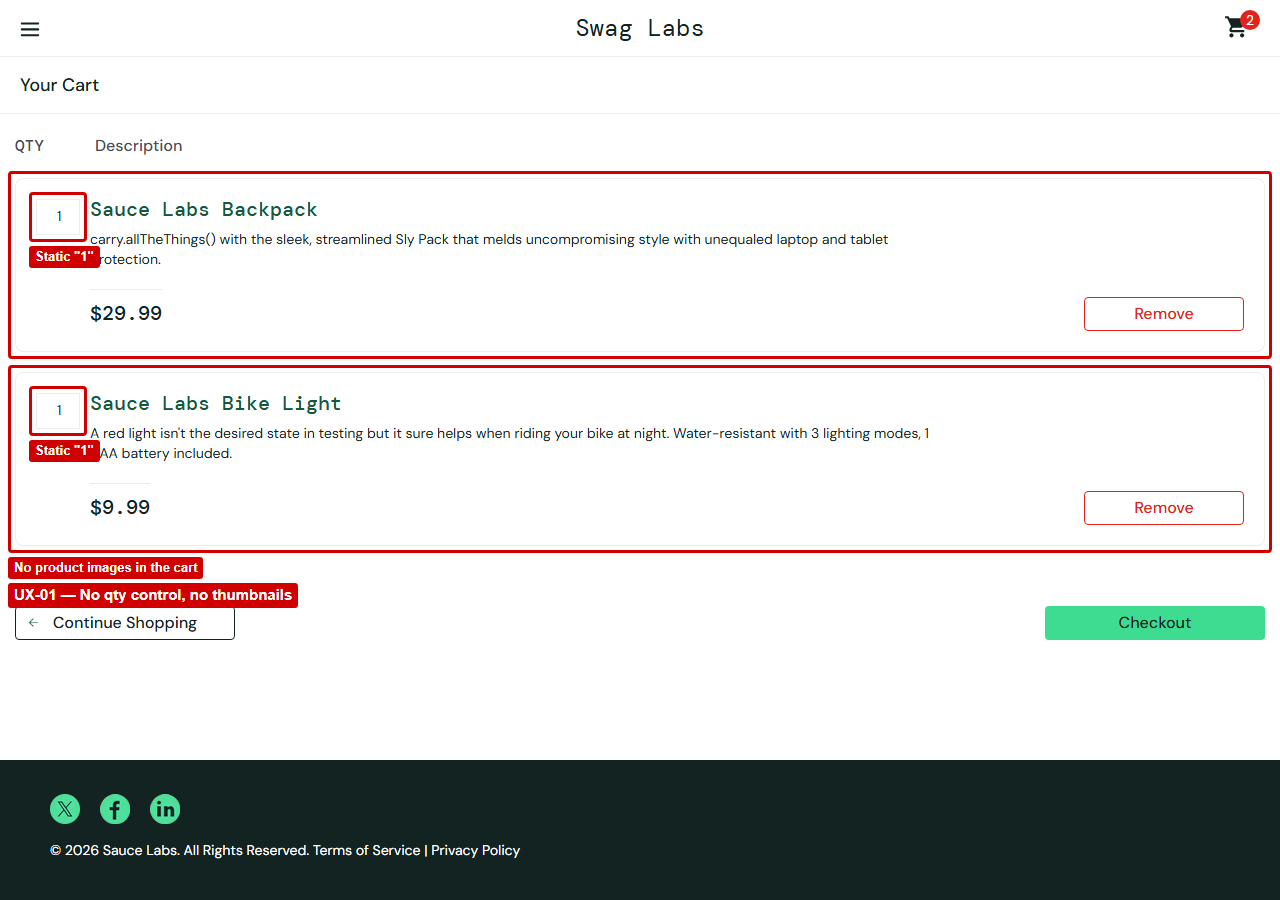 Swag Labs
2
Your Cart
QTY Description
1
Sauce Labs Backpack
carry.allTheThings() with the sleek, streamlined Sly Pack that melds uncompromising style with unequaled laptop and tablet
Static "1" rotection.
$29.99
Remove
1
Sauce Labs Bike Light
A red light isn't the desired state in testing but it sure helps when riding your bike at night. Water-resistant with 3 lighting modes, 1
Static "1" AA battery included.
$9.99
Remove
No product images in the cart
UX-01 — No qty control, no thumbnails
Continue Shopping
Checkout
© 2026 Sauce Labs. All Rights Reserved. Terms of Service | Privacy Policy